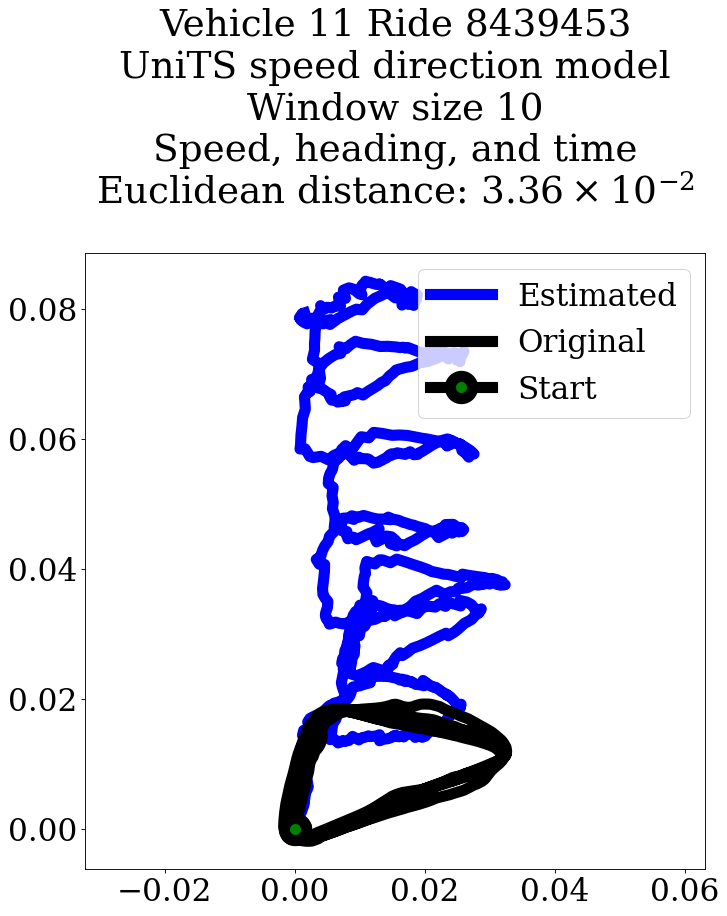 Vehicle 11 Ride 8439453
UniTS speed direction model
Window size 10
Speed, heading, and time
Euclidean distance: 3.36 × 10⁻²
Estimated
Original
Start
0.08
0.06
0.04
0.02
0.00
−0.02 0.00 0.02 0.04 0.06